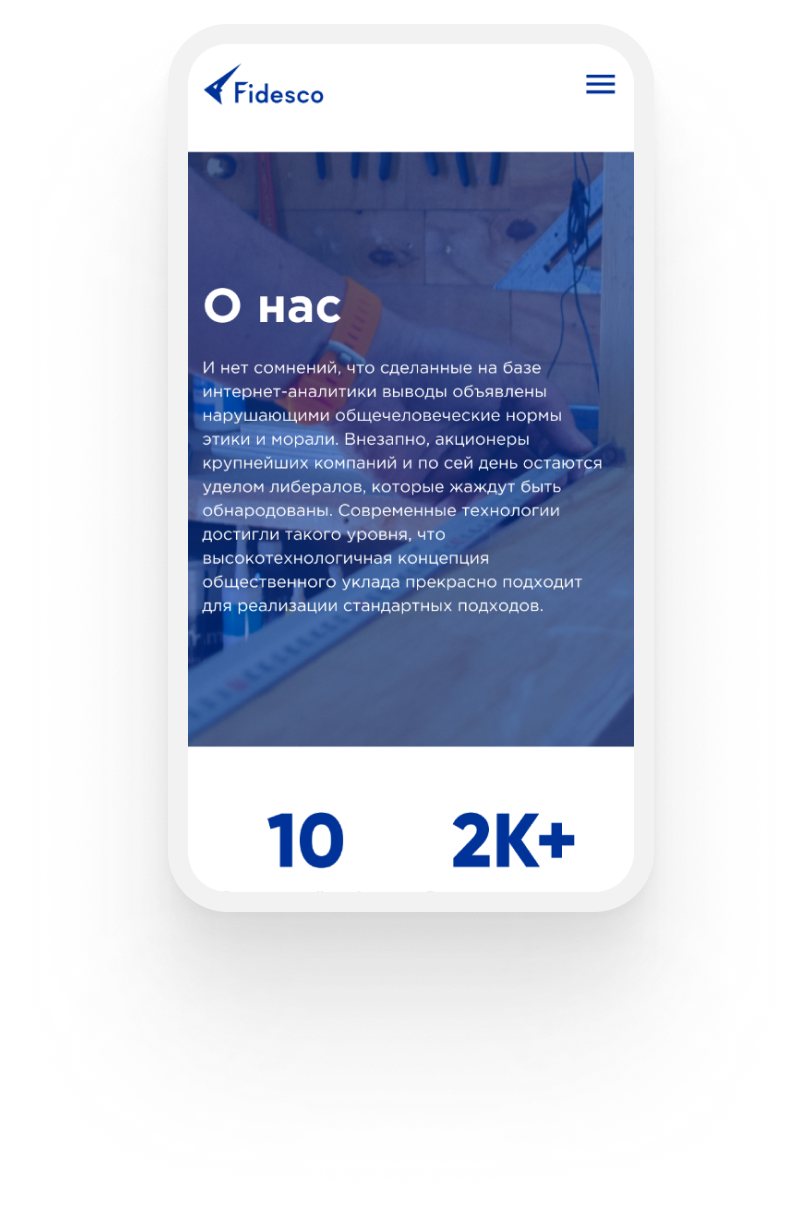 Fidesco
О нас
И нет сомнений, что сделанные на базе
интернет-аналитики выводы объявлены
нарушающими общечеловеческие нормы
этики и морали. Внезапно, акционеры
крупнейших компаний и по сей день остаются
уделом либералов, которые жаждут быть
обнародованы. Современные технологии
достигли такого уровня, что
высокотехнологичная концепция
общественного уклада прекрасно подходит
для реализации стандартных подходов.
10 2K+